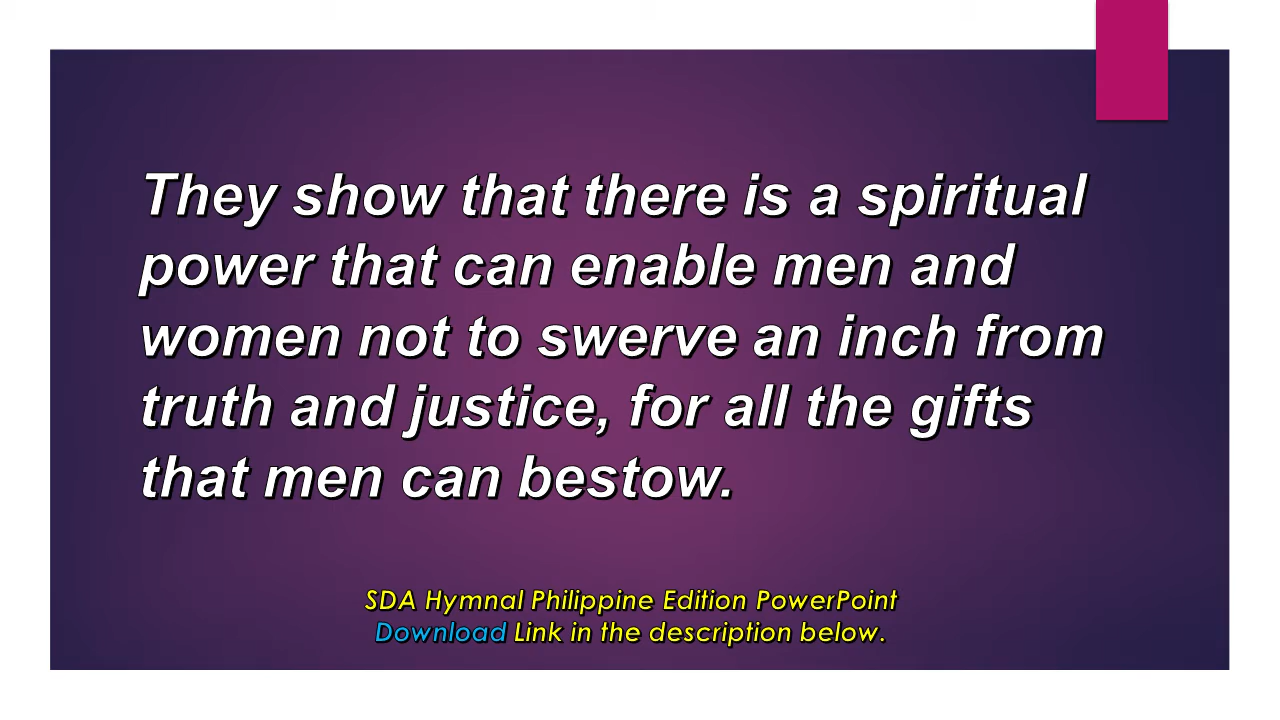 They show that there is a spiritual
power that can enable men and
women not to swerve an inch from
truth and justice, for all the gifts
that men can bestow.
SDA Hymnal Philippine Edition PowerPoint
Download Link in the description below.